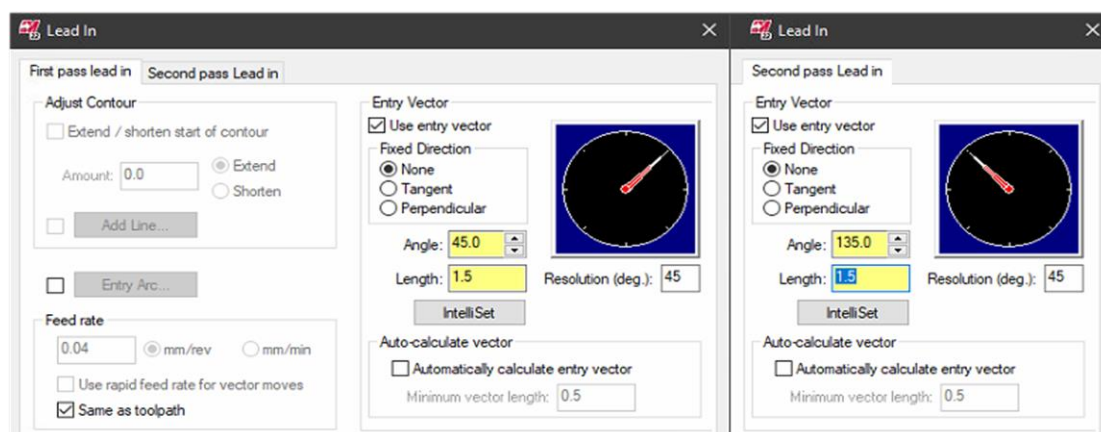 Lead In
First pass lead in
Second pass Lead in
Adjust Contour
Extend / shorten start of contour
Amount: 0.0
Extend
Shorten
Add Line...
Entry Arc...
Feed rate
0.04
mm/rev
mm/min
Use rapid feed rate for vector moves
Same as toolpath
Entry Vector
Use entry vector
Fixed Direction
None
Tangent
Perpendicular
Angle: 45.0
Length: 1.5
Resolution (deg.): 45
IntelliSet
Auto-calculate vector
Automatically calculate entry vector
Minimum vector length: 0.5
Lead In
Second pass Lead in
Entry Vector
Use entry vector
Fixed Direction
None
Tangent
Perpendicular
Angle: 135.0
Length: 1.5
Resolution (deg.): 45
IntelliSet
Auto-calculate vector
Automatically calculate entry vector
Minimum vector length: 0.5